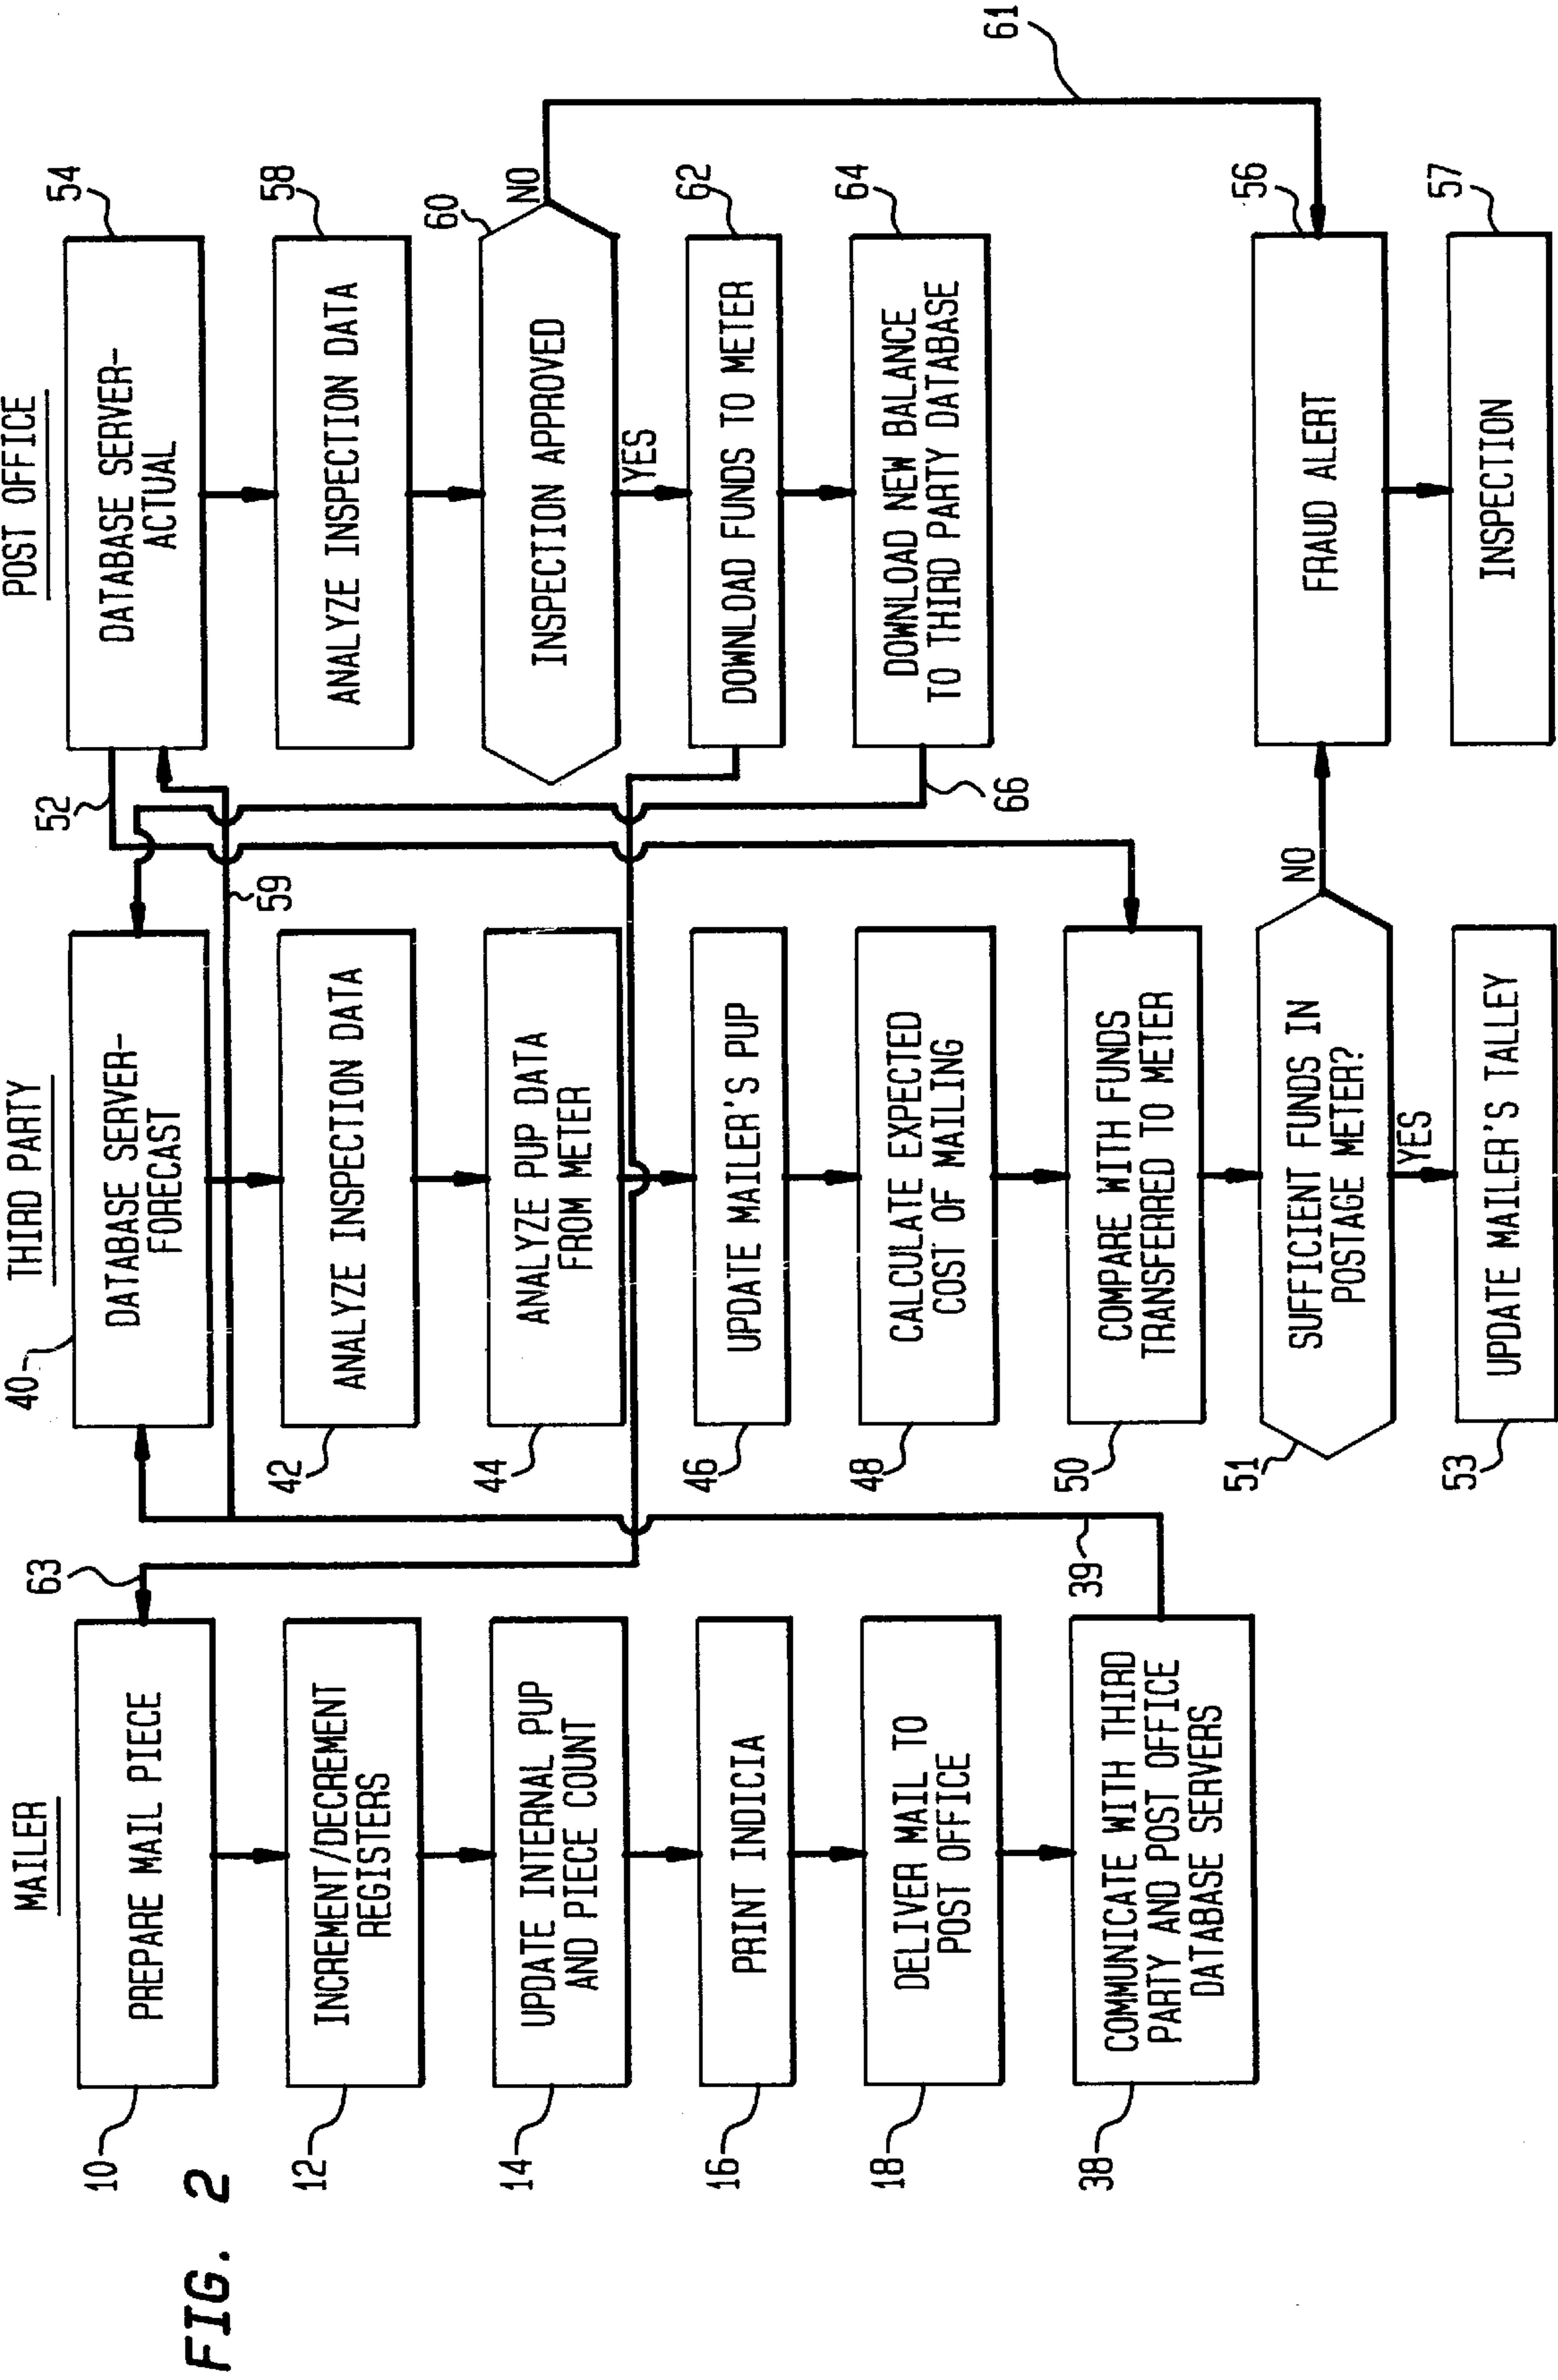 FIG. 2
MAILER
10
PREPARE MAIL PIECE
63
12
INCREMENT/DECREMENT
REGISTERS
14
UPDATE INTERNAL PUP
AND PIECE COUNT
16
PRINT INDICIA
18
DELIVER MAIL TO
POST OFFICE
38
COMMUNICATE WITH THIRD
PARTY AND POST OFFICE
DATABASE SERVERS
39
THIRD PARTY
40
DATABASE SERVER-
FORECAST
59
42
ANALYZE INSPECTION DATA
44
ANALYZE PUP DATA
FROM METER
46
UPDATE MAILER'S PUP
48
CALCULATE EXPECTED
COST OF MAILING
50
COMPARE WITH FUNDS
TRANSFERRED TO METER
51
SUFFICIENT FUNDS IN
POSTAGE METER?
NO
YES
53
UPDATE MAILER'S TALLEY
POST OFFICE
52
DATABASE SERVER-
ACTUAL
54
ANALYZE INSPECTION DATA
58
INSPECTION APPROVED
60
NO
YES
61
DOWNLOAD FUNDS TO METER
62
DOWNLOAD NEW BALANCE
TO THIRD PARTY DATABASE
64
66
FRAUD ALERT
56
INSPECTION
57